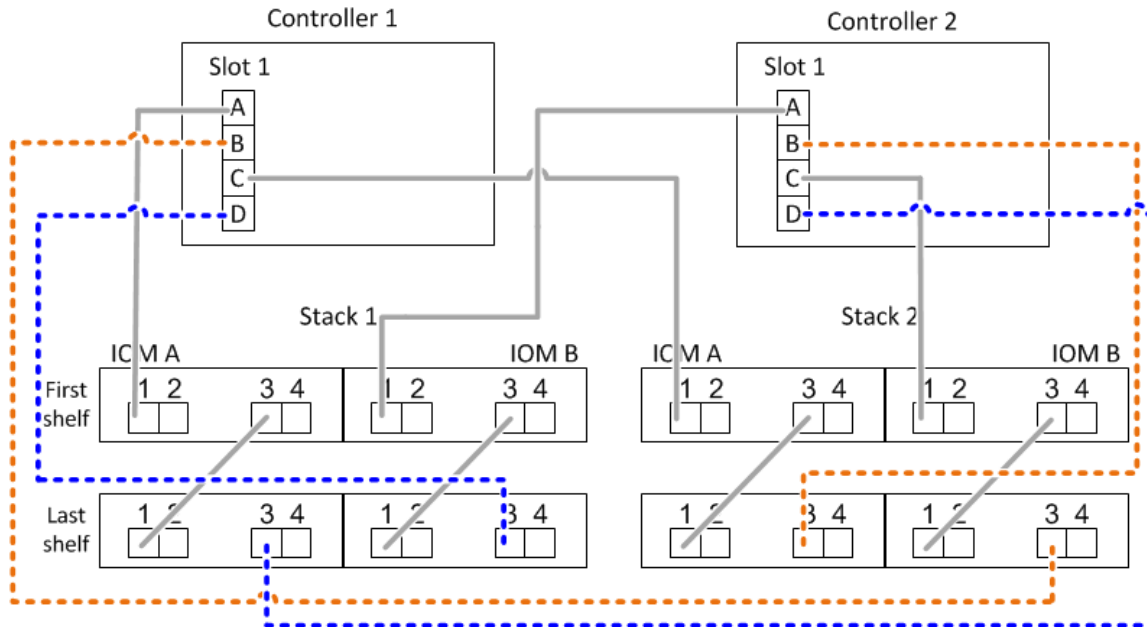 Controller 1
Controller 2
Slot 1
Slot 1
A
A
B
B
C
C
D
D
Stack 1
Stack 2
IOM A
IOM B
IOM A
IOM B
First
shelf
1 2 3 4 1 2 3 4 1 2 3 4 1 2 3 4
Last
shelf
1 2 3 4 1 2 3 4 1 2 3 4 1 2 3 4